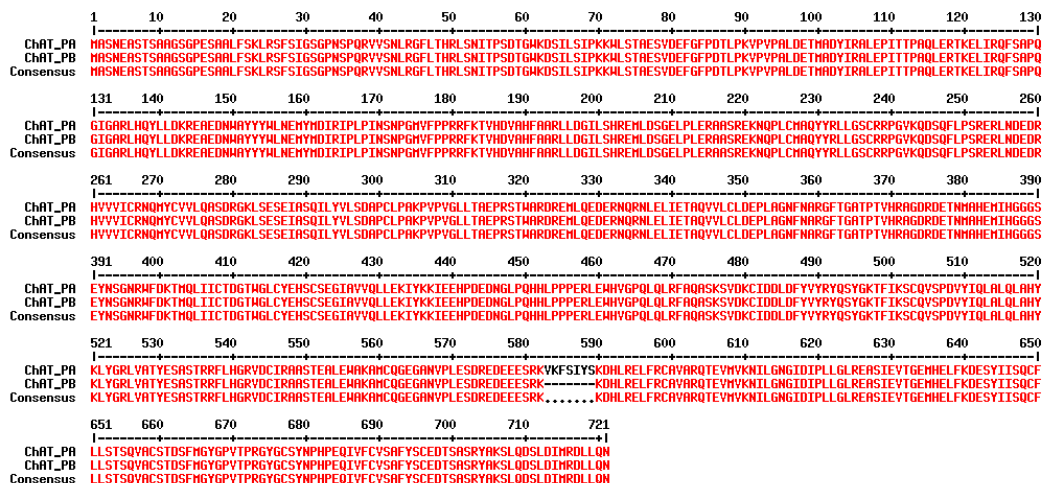 1 10 20 30 40 50 60 70 80 90 100 110 120 130
|--------+---------+---------+---------+---------+---------+---------+---------+---------+---------+---------+---------+---------|
ChAT_PA MASNEASTSAAGSGPESAALFSKLRSFSIGSGPNSPQRVVSNLRGFLTHRLSNITPSDTGWKDSILSIPKKWLSTAESVDEFGFPDTLPKVPVPALDETMADYIRALEPITTPAQLERTKELIRQFSAPQ
ChAT_PB MASNEASTSAAGSGPESAALFSKLRSFSIGSGPNSPQRVVSNLRGFLTHRLSNITPSDTGWKDSILSIPKKWLSTAESVDEFGFPDTLPKVPVPALDETMADYIRALEPITTPAQLERTKELIRQFSAPQ
Consensus MASNEASTSAAGSGPESAALFSKLRSFSIGSGPNSPQRVVSNLRGFLTHRLSNITPSDTGWKDSILSIPKKWLSTAESVDEFGFPDTLPKVPVPALDETMADYIRALEPITTPAQLERTKELIRQFSAPQ
131 140 150 160 170 180 190 200 210 220 230 240 250 260
|--------+---------+---------+---------+---------+---------+---------+---------+---------+---------+---------+---------+---------|
ChAT_PA GIGARLHQYLLDKREAEDNWAYYYWLNEMYMDIRIPLPINSNPGMVFPPRRFKTVHDVAHFAARLLDGILSHREMLDSGELPLERAASREKNQPLCMAQYYRLLGSCRRPGVKQDSQFLPSRERLNDEDR
ChAT_PB GIGARLHQYLLDKREAEDNWAYYYWLNEMYMDIRIPLPINSNPGMVFPPRRFKTVHDVAHFAARLLDGILSHREMLDSGELPLERAASREKNQPLCMAQYYRLLGSCRRPGVKQDSQFLPSRERLNDEDR
Consensus GIGARLHQYLLDKREAEDNWAYYYWLNEMYMDIRIPLPINSNPGMVFPPRRFKTVHDVAHFAARLLDGILSHREMLDSGELPLERAASREKNQPLCMAQYYRLLGSCRRPGVKQDSQFLPSRERLNDEDR
261 270 280 290 300 310 320 330 340 350 360 370 380 390
|--------+---------+---------+---------+---------+---------+---------+---------+---------+---------+---------+---------+---------|
ChAT_PA HVVVICRNQMYCVVLQASDRGKLSESEIASQILYVLSDAPCLPAKPVPVGLLTAEPRSTWARDREMLQEDERNQRNLELIETAQVVLCLDEPLAGNFNARGFTGATPTVHRAGDRDETNMAHEMIHGGGS
ChAT_PB HVVVICRNQMYCVVLQASDRGKLSESEIASQILYVLSDAPCLPAKPVPVGLLTAEPRSTWARDREMLQEDERNQRNLELIETAQVVLCLDEPLAGNFNARGFTGATPTVHRAGDRDETNMAHEMIHGGGS
Consensus HVVVICRNQMYCVVLQASDRGKLSESEIASQILYVLSDAPCLPAKPVPVGLLTAEPRSTWARDREMLQEDERNQRNLELIETAQVVLCLDEPLAGNFNARGFTGATPTVHRAGDRDETNMAHEMIHGGGS
391 400 410 420 430 440 450 460 470 480 490 500 510 520
|--------+---------+---------+---------+---------+---------+---------+---------+---------+---------+---------+---------+---------|
ChAT_PA EYNSGNRWFDKTMQLIICTDGTWGLCYEHSCSEGIAVVQLLEKIYKKIEEHPDEDNGLPQHHLPPPERLEWHVGPQLQLRFAQASKSVDKCIDDLDFYVYRYQSYGKTFIKSCQVSPDVYIQLALQLAHY
ChAT_PB EYNSGNRWFDKTMQLIICTDGTWGLCYEHSCSEGIAVVQLLEKIYKKIEEHPDEDNGLPQHHLPPPERLEWHVGPQLQLRFAQASKSVDKCIDDLDFYVYRYQSYGKTFIKSCQVSPDVYIQLALQLAHY
Consensus EYNSGNRWFDKTMQLIICTDGTWGLCYEHSCSEGIAVVQLLEKIYKKIEEHPDEDNGLPQHHLPPPERLEWHVGPQLQLRFAQASKSVDKCIDDLDFYVYRYQSYGKTFIKSCQVSPDVYIQLALQLAHY
521 530 540 550 560 570 580 590 600 610 620 630 640 650
|--------+---------+---------+---------+---------+---------+---------+---------+---------+---------+---------+---------+---------|
ChAT_PA KLYGRLVATYESASTRRFLHGRVDCIRAASTEALEWAKAMCQGEGANVPLESDREDEEESRKVKFSIYSKDHLRELFRCAVARQTEVMVKNILGNGIDIPLLGLREASIEVTGEMHELFKDESYIISQCF
ChAT_PB KLYGRLVATYESASTRRFLHGRVDCIRAASTEALEWAKAMCQGEGANVPLESDREDEEESRK-------KDHLRELFRCAVARQTEVMVKNILGNGIDIPLLGLREASIEVTGEMHELFKDESYIISQCF
Consensus KLYGRLVATYESASTRRFLHGRVDCIRAASTEALEWAKAMCQGEGANVPLESDREDEEESRK.......KDHLRELFRCAVARQTEVMVKNILGNGIDIPLLGLREASIEVTGEMHELFKDESYIISQCF
651 660 670 680 690 700 710 721
|--------+---------+---------+---------+---------+---------+---------+|
ChAT_PA LLSTSQVACSTDSFMGYGPVTPRGYGCSYNPHPEQIVFCVSAFYSCEDTSASRYAKSLQDSLDIMRDLLQN
ChAT_PB LLSTSQVACSTDSFMGYGPVTPRGYGCSYNPHPEQIVFCVSAFYSCEDTSASRYAKSLQDSLDIMRDLLQN
Consensus LLSTSQVACSTDSFMGYGPVTPRGYGCSYNPHPEQIVFCVSAFYSCEDTSASRYAKSLQDSLDIMRDLLQN